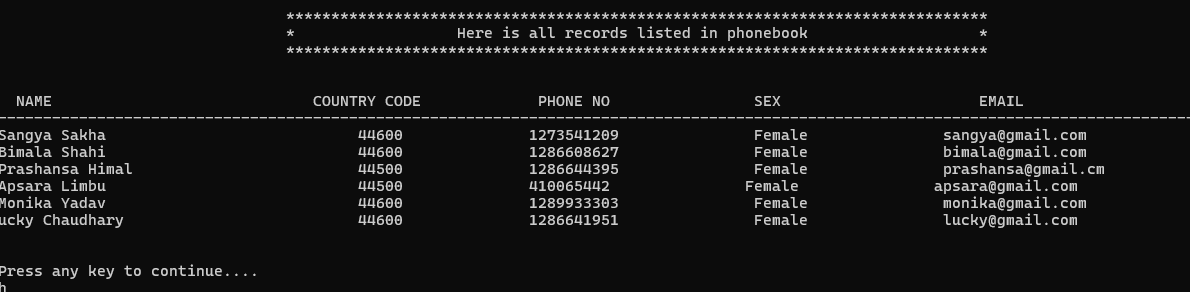 ******************************************************************************
* Here is all records listed in phonebook *
******************************************************************************
NAME COUNTRY CODE PHONE NO SEX EMAIL
------------------------------------------------------------------------------------------------------------------------------------
Sangya Sakha 44600 1273541209 Female sangya@gmail.com
Bimala Shahi 44600 1286608627 Female bimala@gmail.com
Prashansa Himal 44500 1286644395 Female prashansa@gmail.cm
Apsara Limbu 44500 410065442 Female apsara@gmail.com
Monika Yadav 44600 1289933303 Female monika@gmail.com
ucky Chaudhary 44600 1286641951 Female lucky@gmail.com
Press any key to continue....
h